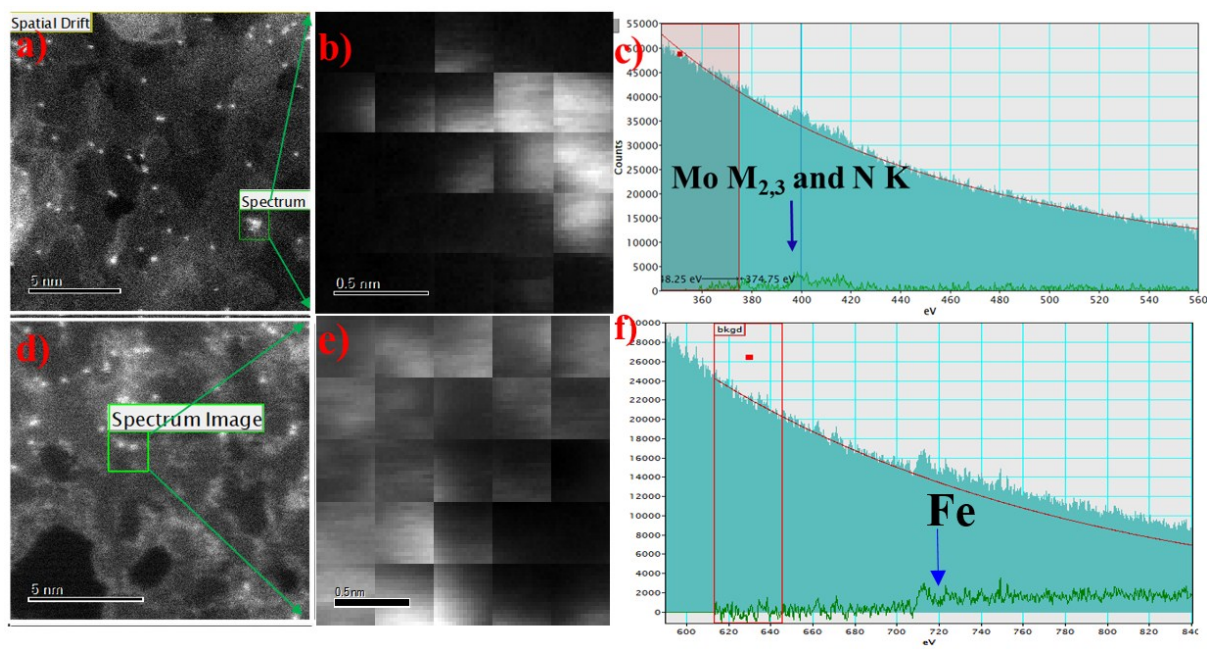 Spatial Drift
a)
Spectrum
5 nm
b)
0.5 nm
c)
55000
50000
45000
40000
35000
30000
25000
20000
15000
10000
5000
0
Counts
Mo M2,3 and N K
48.25 eV
374.75 eV
360 380 400 420 440 460 480 500 520 540 560
eV
d)
Spectrum Image
5 nm
e)
0.5nm
f)
bkgd
28000
26000
24000
22000
20000
18000
16000
14000
12000
10000
8000
6000
4000
2000
0
Fe
600 620 640 660 680 700 720 740 760 780 800 820 840
eV